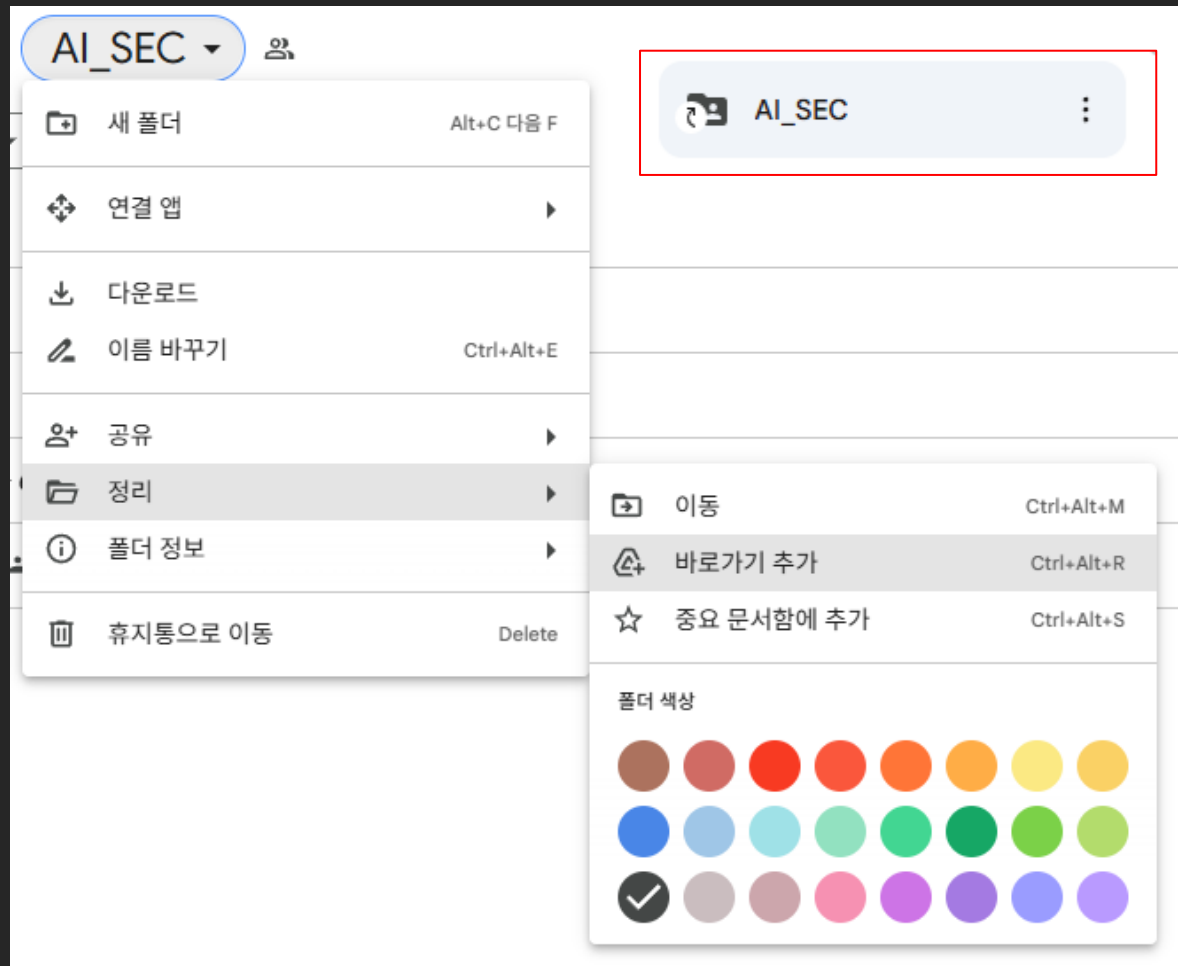 AI_SEC
AI_SEC
새 폴더 Alt+C 다음 F
연결 앱
다운로드
이름 바꾸기 Ctrl+Alt+E
공유
정리
폴더 정보
휴지통으로 이동 Delete
이동 Ctrl+Alt+M
바로가기 추가 Ctrl+Alt+R
중요 문서함에 추가 Ctrl+Alt+S
폴더 색상